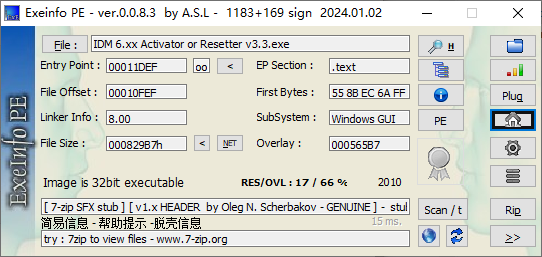 Exeinfo PE - ver.0.0.8.3  by A.S.L -  1183+169 sign  2024.01.02
File : IDM 6.xx Activator or Resetter v3.3.exe
H
Entry Point : 00011DEF oo < EP Section : .text
File Offset : 00010FEF First Bytes : 55 8B EC 6A FF
Plug
Linker Info : 8.00 SubSystem : Windows GUI
PE
File Size : 000829B7h < NET Overlay : 000565B7
Image is 32bit executable RES/OVL : 17 / 66 % 2010
[ 7-zip SFX stub ] [ v1.x HEADER  by Oleg N. Scherbakov - GENUINE ] -  stul
Scan / t
Rip
简易信息 - 帮助提示 -脱壳信息 15 ms.
try : 7zip to view files - www.7-zip.org
>>
ExeInfo PE